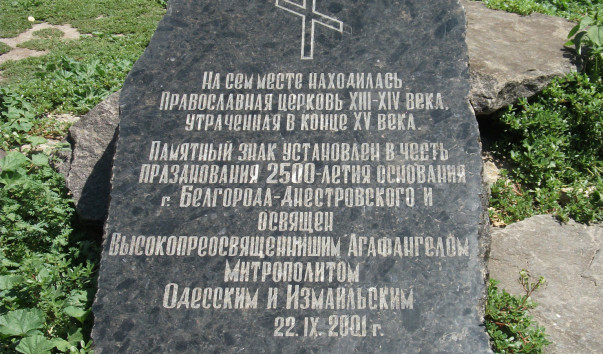 На сем месте находилась
Православная церковь XIII-XIV века,
утраченная в конце XV века.
Памятный знак установлен в честь
празднования 2500-летия основания
г. Белгорода-Днестровского и
освящен
Высокопреосвященнишим Агафангелом
Митрополитом
Одесским и Измаильским
22. IX. 2001 г.